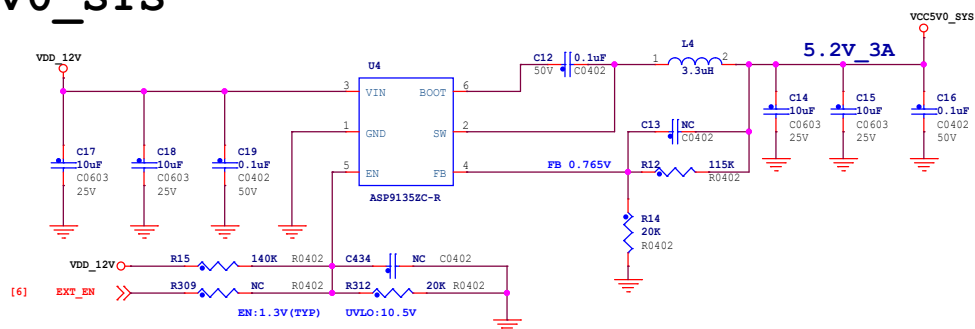 V0_SYS
VCC5V0_SYS
VDD_12V
U4
C12 0.1uF
50V C0402
L4
1 2
3.3uH
5.2V_3A
3 VIN BOOT 6
1 GND SW 2
5 EN FB 4
ASP9135ZC-R
C13 NC
C0402
FB 0.765V
R12 115K
R0402
C14
10uF
C0603
25V
C15
10uF
C0603
25V
C16
0.1uF
C0402
50V
C17
10uF
C0603
25V
C18
10uF
C0603
25V
C19
0.1uF
C0402
50V
R14
20K
R0402
VDD_12V R15 140K R0402 C434 NC C0402
[6] EXT_EN R309 NC R0402 R312 20K R0402
EN:1.3V(TYP) UVLO:10.5V